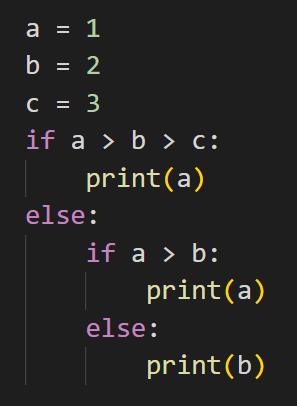 a = 1
b = 2
c = 3
if a > b > c:
    print(a)
else:
    if a > b:
        print(a)
    else:
        print(b)